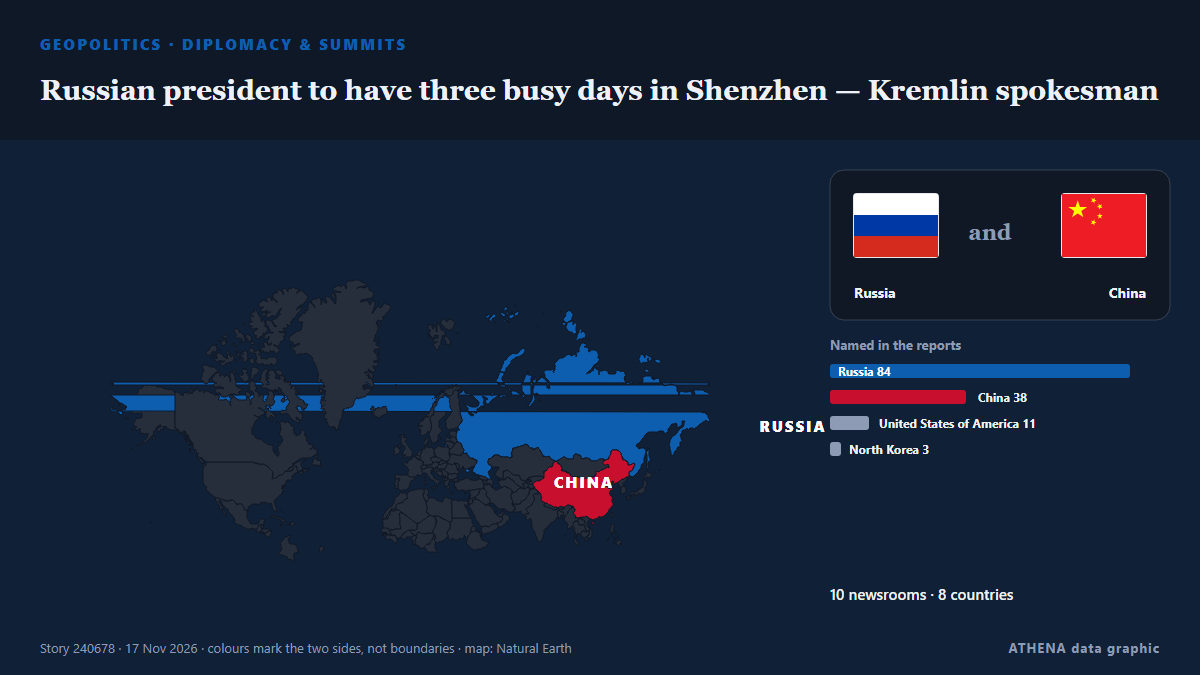 GEOPOLITICS · DIPLOMACY & SUMMITS
Russian president to have three busy days in Shenzhen — Kremlin spokesman
and
Russia
China
Named in the reports
Russia 84
China 38
United States of America 11
North Korea 3
RUSSIA
CHINA
10 newsrooms · 8 countries
Story 240678 · 17 Nov 2026 · colours mark the two sides, not boundaries · map: Natural Earth
ATHENA data graphic